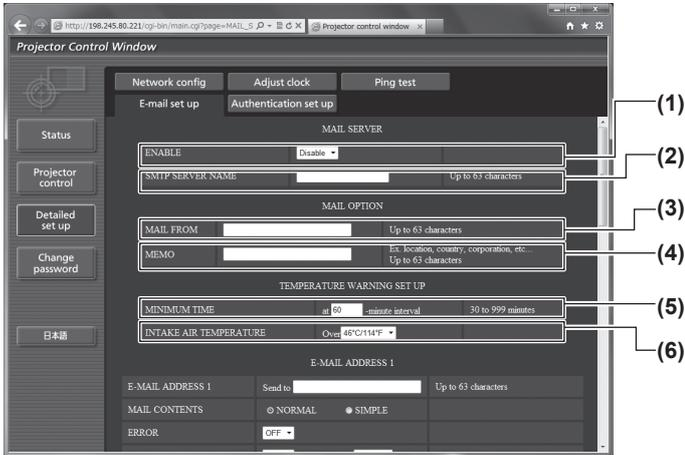 http://198.245.80.221/cgi-bin/main.cgi?page=MAIL_S
Projector control window
Projector Control Window
Network config Adjust clock Ping test
E-mail set up Authentication set up
Status
Projector control
Detailed set up
Change password
日本語
MAIL SERVER
ENABLE Disable
(1)
SMTP SERVER NAME Up to 63 characters
(2)
MAIL OPTION
MAIL FROM Up to 63 characters
(3)
MEMO Ex. location, country, corporation, etc...
Up to 63 characters
(4)
TEMPERATURE WARNING SET UP
MINIMUM TIME at 60 -minute interval 30 to 999 minutes
(5)
INTAKE AIR TEMPERATURE Over 46°C/114°F
(6)
E-MAIL ADDRESS 1
E-MAIL ADDRESS 1 Send to Up to 63 characters
MAIL CONTENTS NORMAL SIMPLE
ERROR OFF